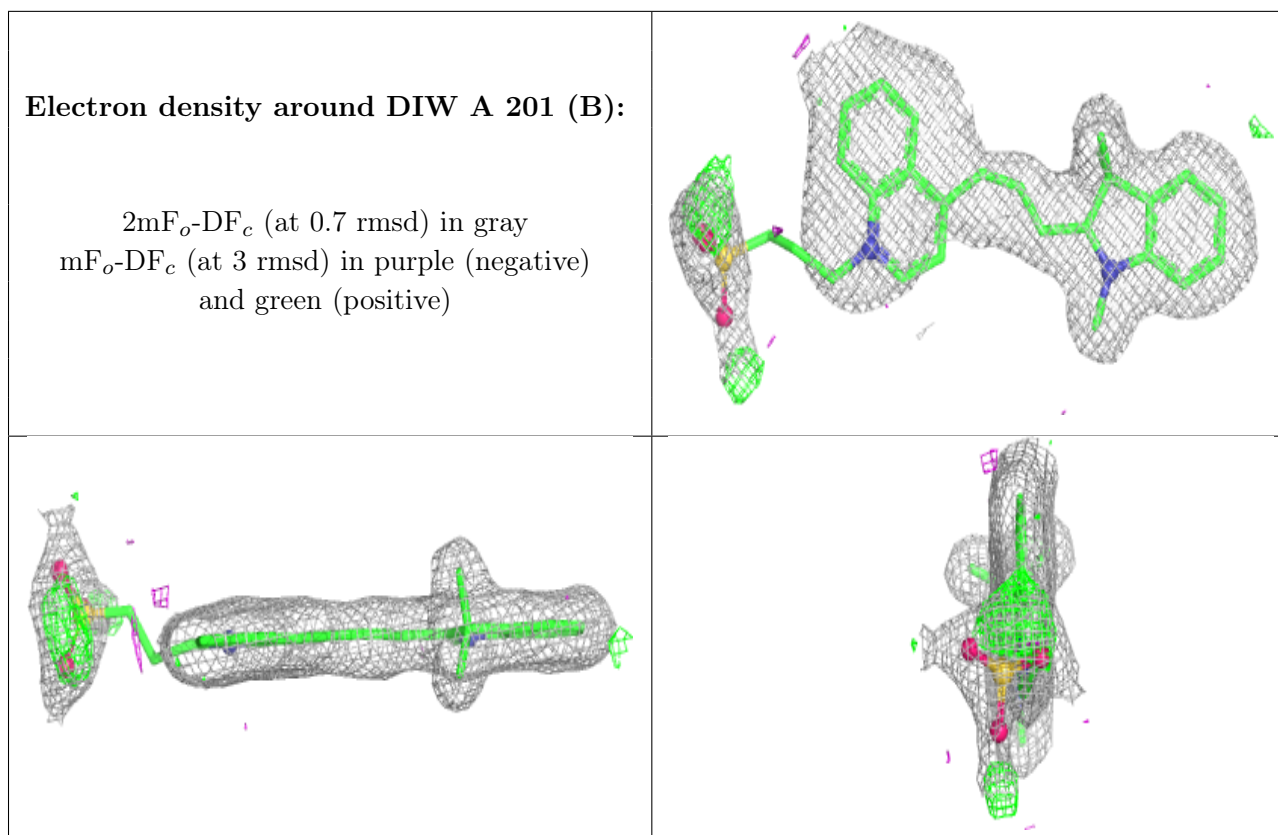 Electron density around DIW A 201 (B):
2mFo-DFc (at 0.7 rmsd) in gray
mFo-DFc (at 3 rmsd) in purple (negative)
and green (positive)